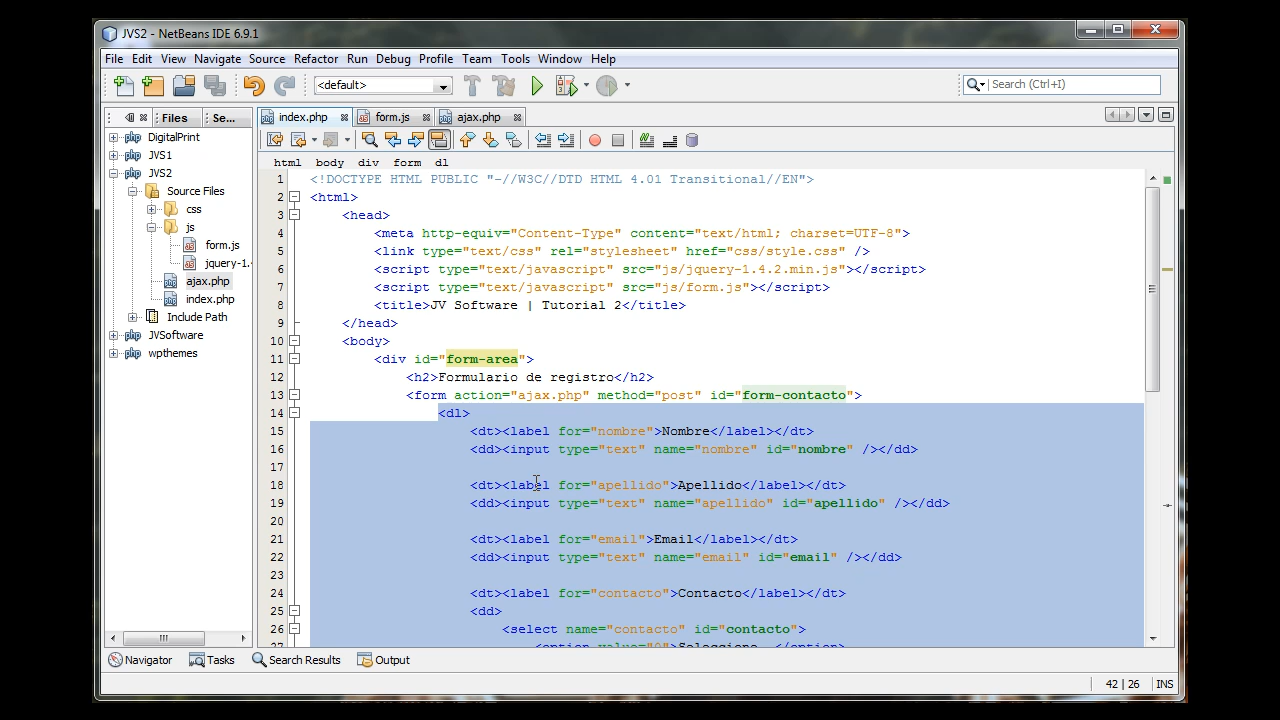 JVS2 - NetBeans IDE 6.9.1
File Edit View Navigate Source Refactor Run Debug Profile Team Tools Window Help
<default>
Search (Ctrl+I)
Files Se...
index.php form.js ajax.php
DigitalPrint
JVS1
JVS2
Source Files
css
js
form.js
jquery-1.
ajax.php
index.php
Include Path
JVSoftware
wpthemes
html body div form dl
1 <!DOCTYPE HTML PUBLIC "-//W3C//DTD HTML 4.01 Transitional//EN">
2 <html>
3 <head>
4 <meta http-equiv="Content-Type" content="text/html; charset=UTF-8">
5 <link type="text/css" rel="stylesheet" href="css/style.css" />
6 <script type="text/javascript" src="js/jquery-1.4.2.min.js"></script>
7 <script type="text/javascript" src="js/form.js"></script>
8 <title>JV Software | Tutorial 2</title>
9 </head>
10 <body>
11 <div id="form-area">
12 <h2>Formulario de registro</h2>
13 <form action="ajax.php" method="post" id="form-contacto">
14 <dl>
15 <dt><label for="nombre">Nombre</label></dt>
16 <dd><input type="text" name="nombre" id="nombre" /></dd>
17
18 <dt><label for="apellido">Apellido</label></dt>
19 <dd><input type="text" name="apellido" id="apellido" /></dd>
20
21 <dt><label for="email">Email</label></dt>
22 <dd><input type="text" name="email" id="email" /></dd>
23
24 <dt><label for="contacto">Contacto</label></dt>
25 <dd>
26 <select name="contacto" id="contacto">
Navigator Tasks Search Results Output
42 | 26 INS